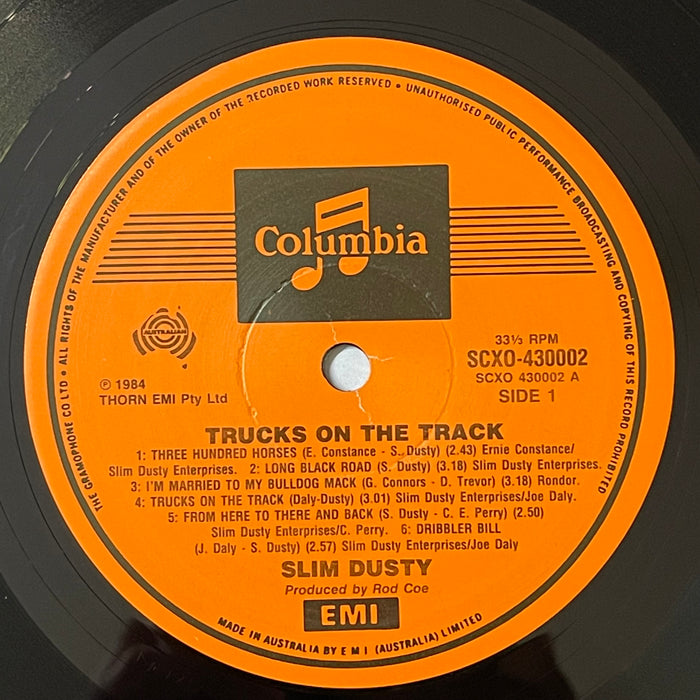 THE GRAMOPHONE CO LTD • ALL RIGHTS OF THE MANUFACTURER AND OF THE OWNER OF THE RECORDED WORK RESERVED • UNAUTHORISED PUBLIC PERFORMANCE BROADCASTING AND COPYING OF THIS RECORD PROHIBITED
Columbia
AUSTRALIAN
33⅓ RPM
SCXO-430002
SCXO 430002 A
SIDE 1
℗ 1984
THORN EMI Pty Ltd
TRUCKS ON THE TRACK
1: THREE HUNDRED HORSES (E. Constance - S. Dusty) (2.43) Ernie Constance/
Slim Dusty Enterprises. 2: LONG BLACK ROAD (S. Dusty) (3.18) Slim Dusty Enterprises.
3: I'M MARRIED TO MY BULLDOG MACK (G. Connors - D. Trevor) (3.18) Rondor.
4: TRUCKS ON THE TRACK (Daly-Dusty) (3.01) Slim Dusty Enterprises/Joe Daly.
5: FROM HERE TO THERE AND BACK (S. Dusty - C. E. Perry) (2.50)
Slim Dusty Enterprises/C. Perry. 6: DRIBBLER BILL
(J. Daly - S. Dusty) (2.57) Slim Dusty Enterprises/Joe Daly
SLIM DUSTY
Produced by Rod Coe
EMI
MADE IN AUSTRALIA BY E M I (AUSTRALIA) LIMITED